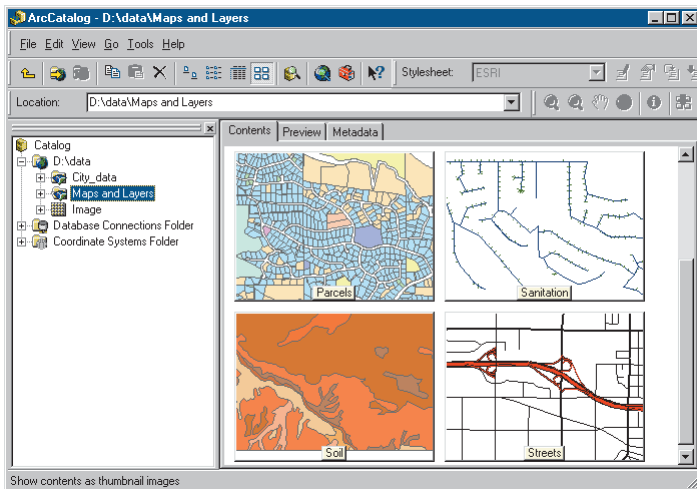 ArcCatalog - D:\data\Maps and Layers
File Edit View Go Tools Help
Stylesheet: ESRI
Location: D:\data\Maps and Layers
Contents Preview Metadata
Catalog
D:\data
City_data
Maps and Layers
Image
Database Connections Folder
Coordinate Systems Folder
Parcels
Sanitation
Soil
Streets
Show contents as thumbnail images